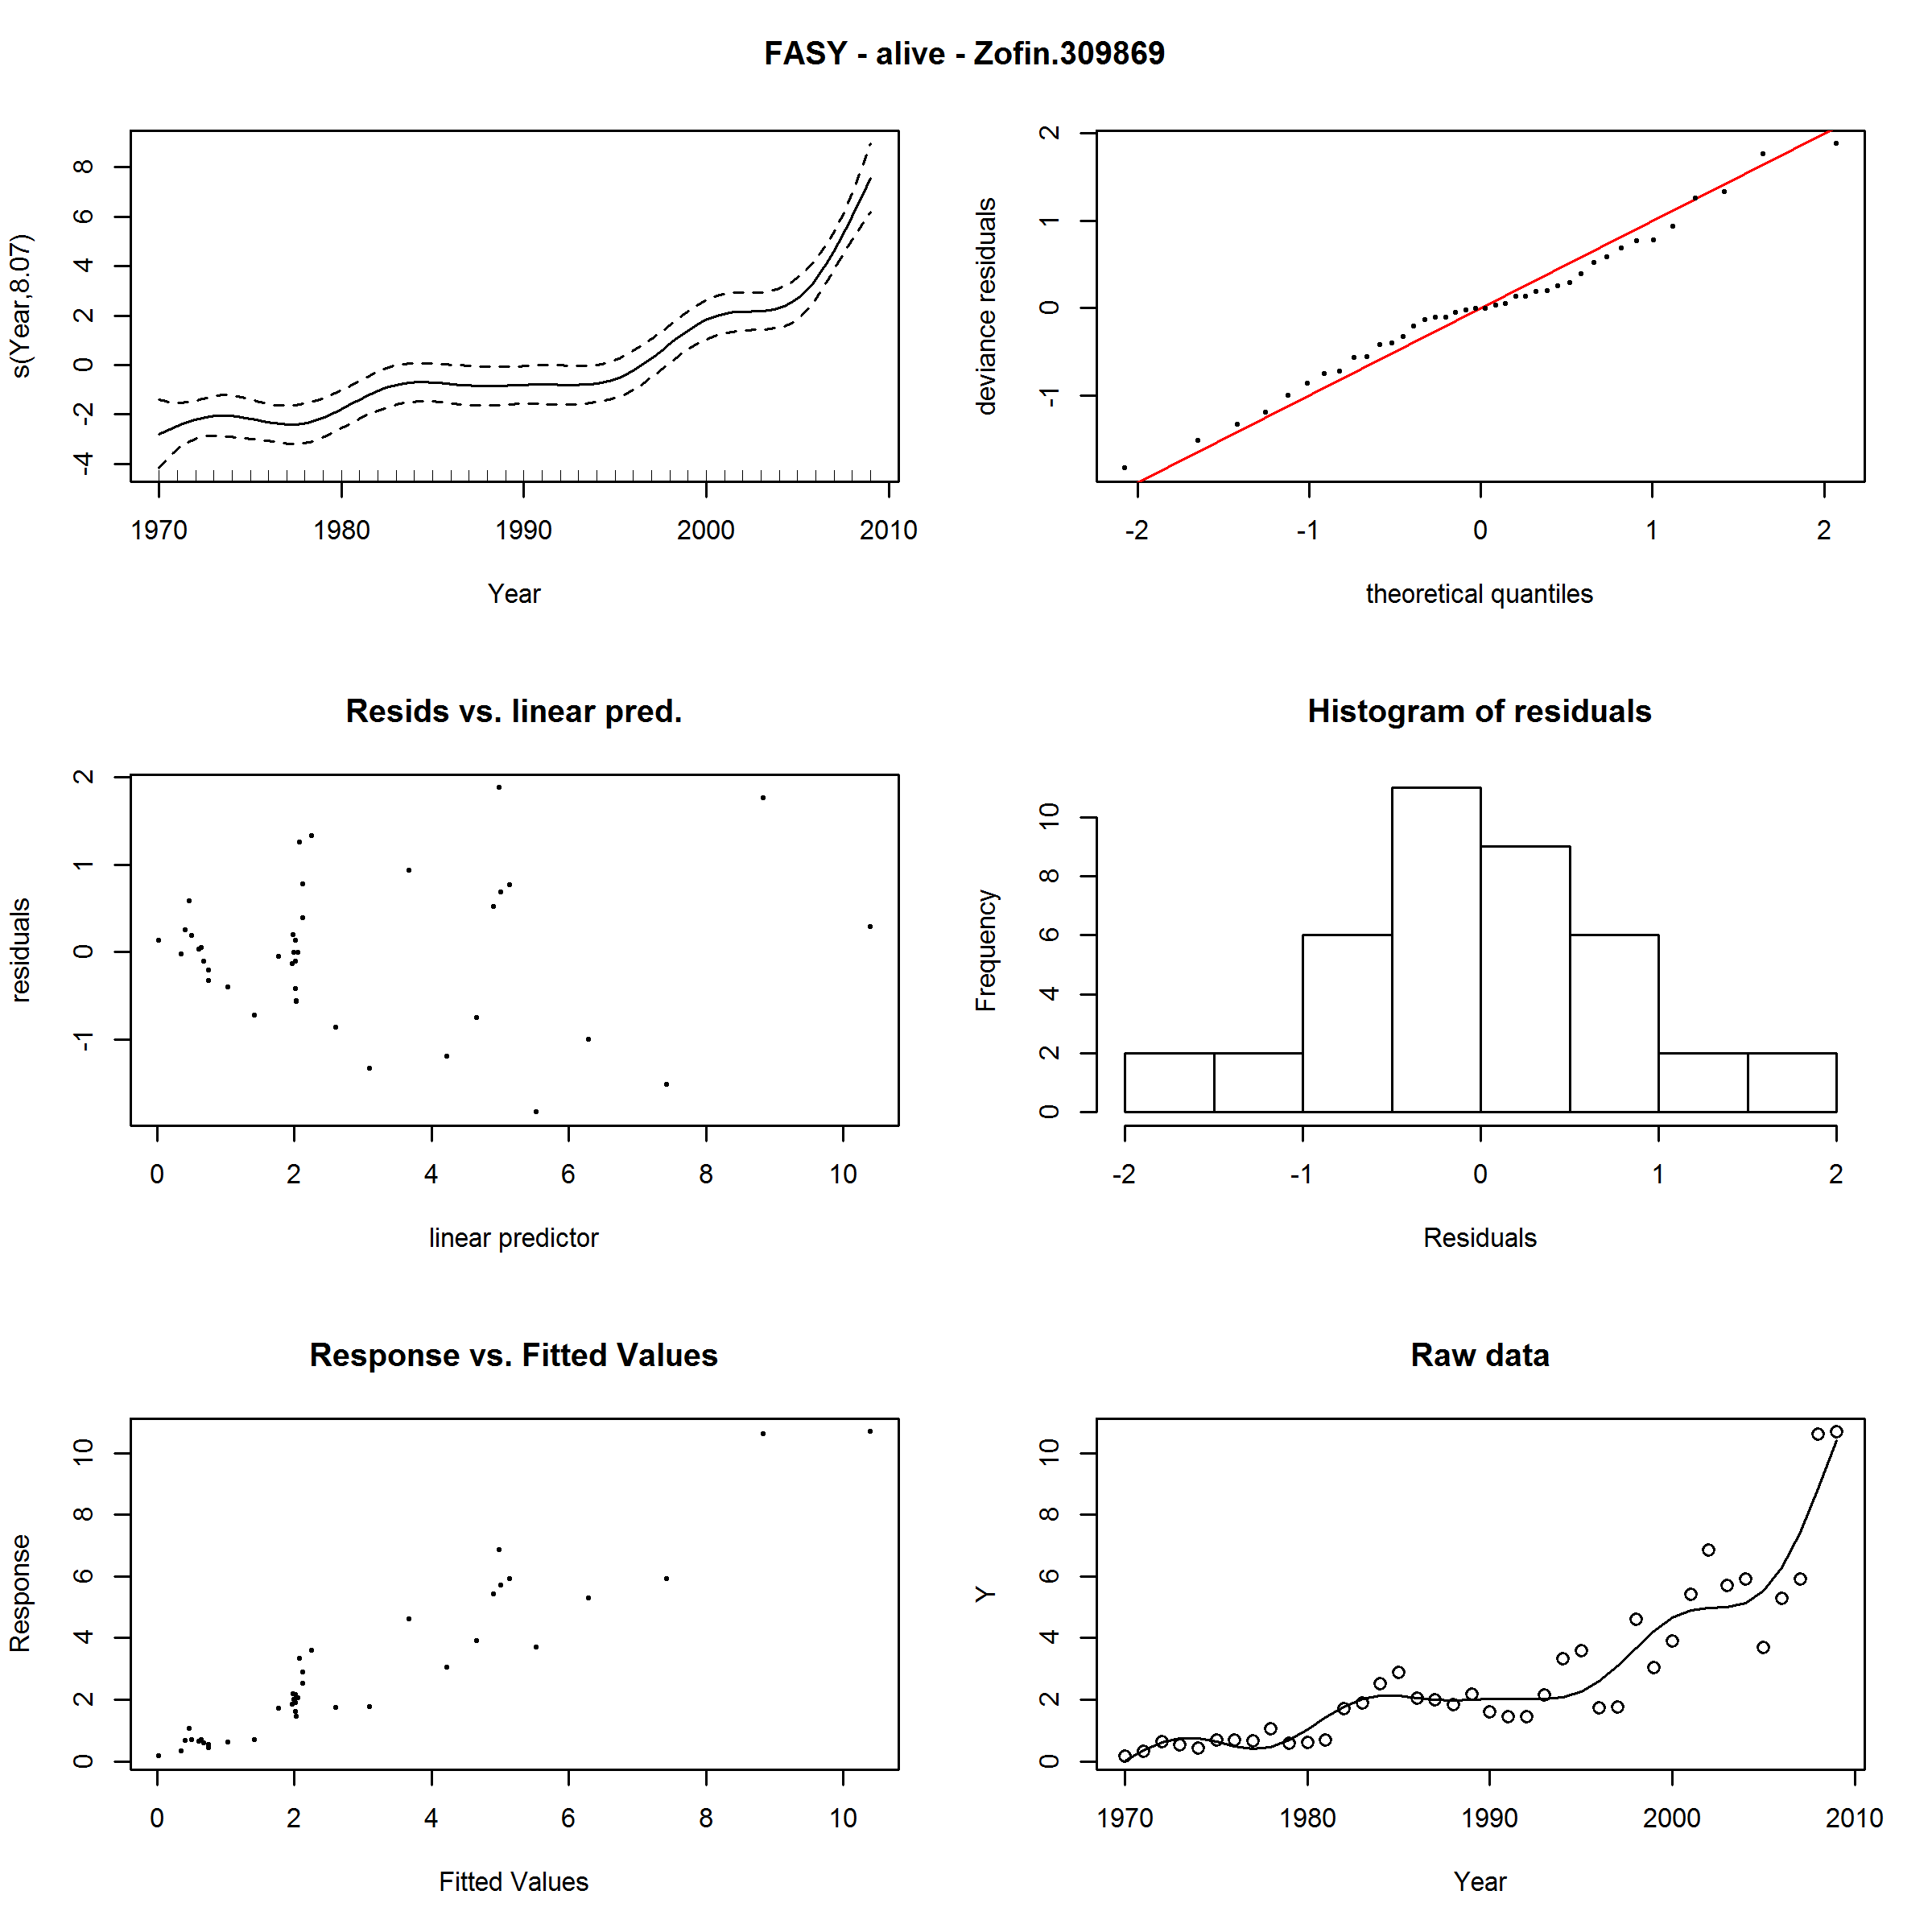 FASY - alive - Zofin.309869
s(Year,8.07)
8
6
4
2
0
-2
-4
1970 1980 1990 2000 2010
Year
deviance residuals
2
1
0
-1
-2 -1 0 1 2
theoretical quantiles
Resids vs. linear pred.
residuals
2
1
0
-1
0 2 4 6 8 10
linear predictor
Histogram of residuals
Frequency
10
8
6
4
2
0
-2 -1 0 1 2
Residuals
Response vs. Fitted Values
Response
10
8
6
4
2
0
0 2 4 6 8 10
Fitted Values
Raw data
Y
10
8
6
4
2
0
1970 1980 1990 2000 2010
Year